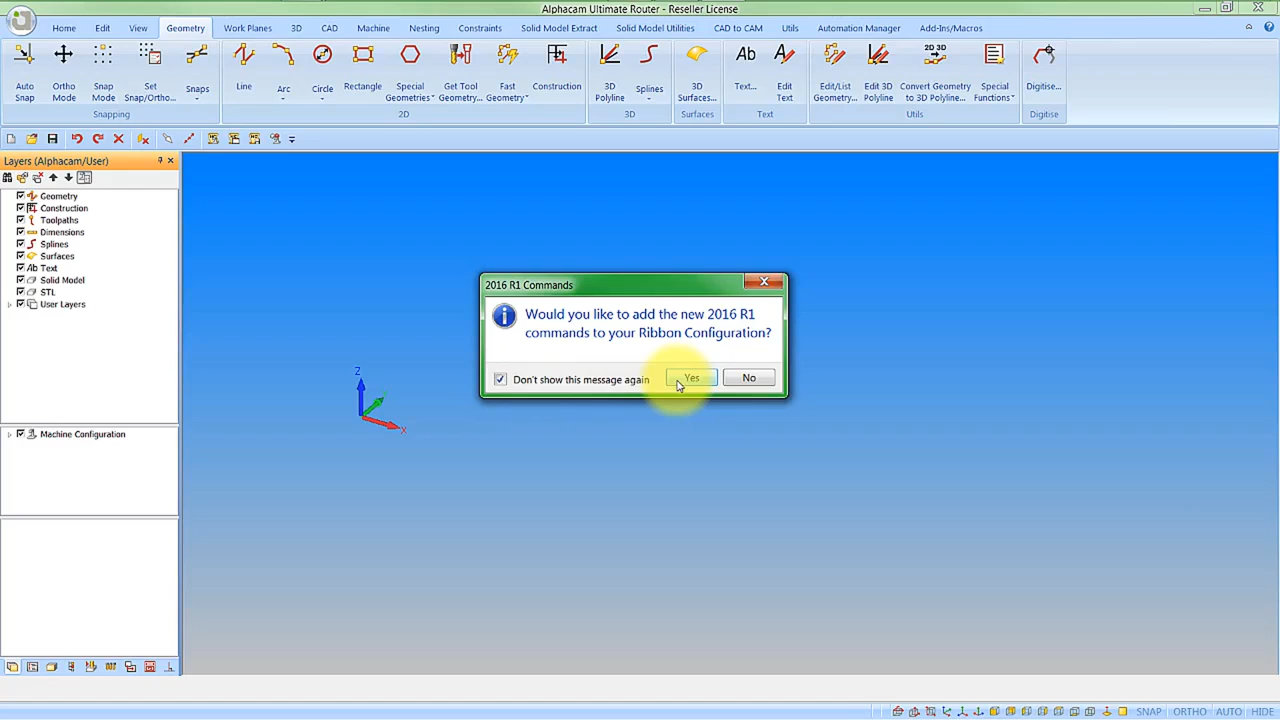 Alphacam Ultimate Router - Reseller License
Home Edit View Geometry Work Planes 3D CAD Machine Nesting Constraints Solid Model Extract Solid Model Utilities CAD to CAM Utils Automation Manager Add-Ins/Macros
Auto Snap
Ortho Mode
Snap Mode
Set Snap/Ortho...
Snaps
Line
Arc
Circle
Rectangle
Special Geometries
Get Tool Geometry...
Fast Geometry
Construction
3D Polyline
Splines
3D Surfaces...
Ab
Text...
Edit Text
Edit/List Geometry...
Edit 3D Polyline
2D 3D
Convert Geometry to 3D Polyline...
Special Functions
Digitise...
Snapping 2D 3D Surfaces Text Utils Digitise
Layers (Alphacam/User)
Geometry
Construction
Toolpaths
Dimensions
Splines
Surfaces
Ab Text
Solid Model
STL
User Layers
Machine Configuration
Z
X
2016 R1 Commands
Would you like to add the new 2016 R1
commands to your Ribbon Configuration?
Don't show this message again Yes No
SNAP ORTHO AUTO HIDE